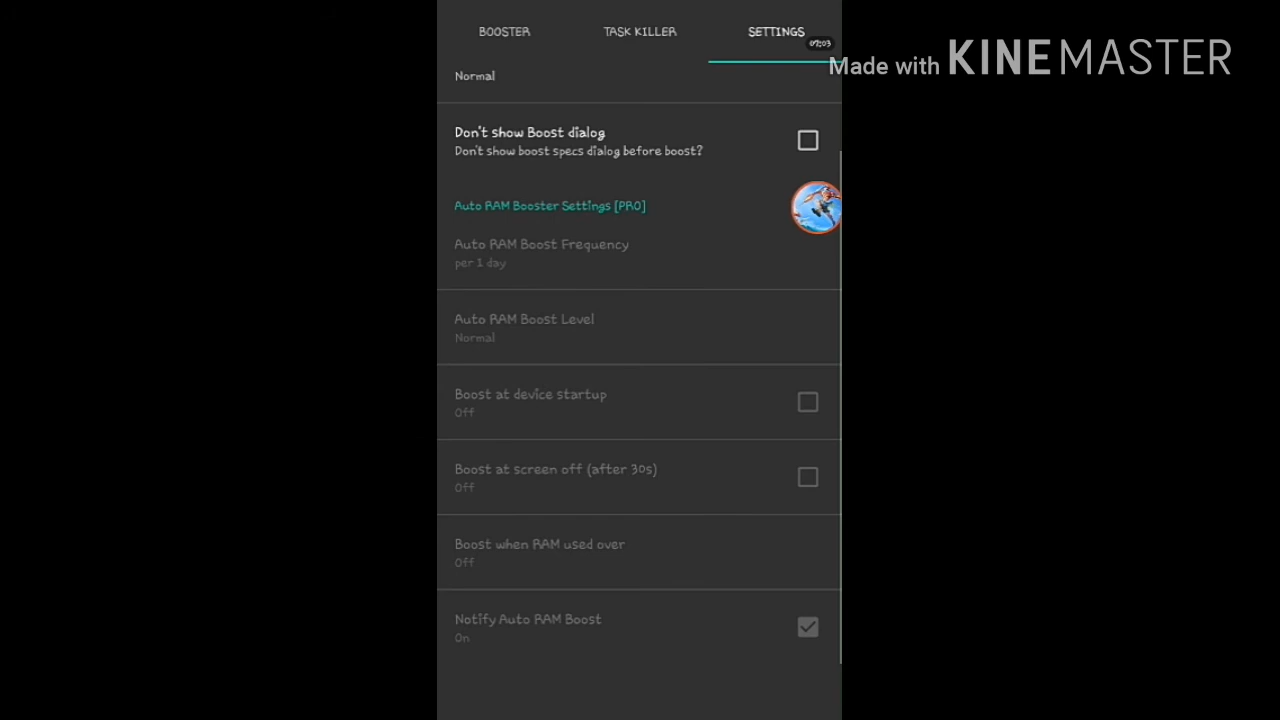 BOOSTER TASK KILLER SETTINGS
07:03
Made with KINEMASTER
Normal
Don't show Boost dialog
Don't show boost specs dialog before boost?
Auto RAM Booster Settings [PRO]
Auto RAM Boost Frequency
per 1 day
Auto RAM Boost Level
Normal
Boost at device startup
Off
Boost at screen off (after 30s)
Off
Boost when RAM used over
Off
Notify Auto RAM Boost
On